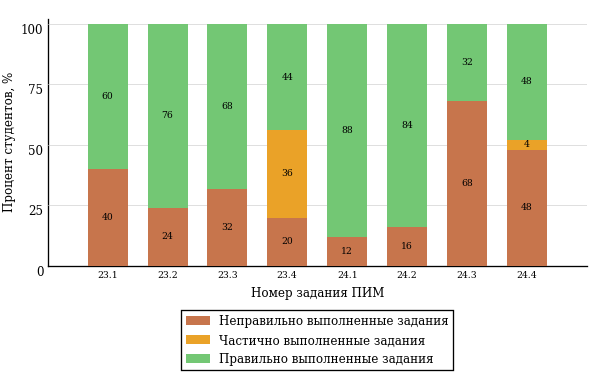 Процент студентов, %
100
75
50
25
0
60 76 68 44 88 84 32 48
36 4
40 24 32 20 12 16 68 48
23.1 23.2 23.3 23.4 24.1 24.2 24.3 24.4
Номер задания ПИМ
Неправильно выполненные задания
Частично выполненные задания
Правильно выполненные задания